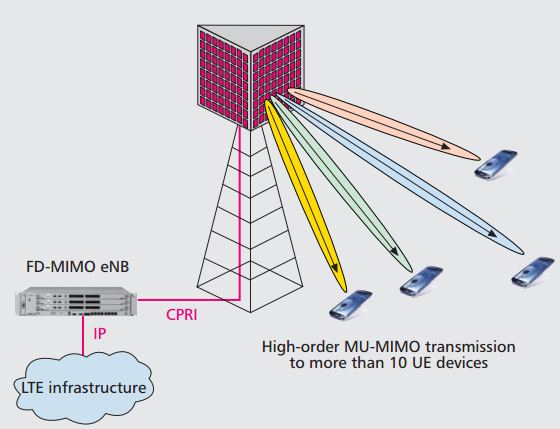 FD-MIMO eNB
CPRI
IP
LTE infrastructure
High-order MU-MIMO transmission
to more than 10 UE devices